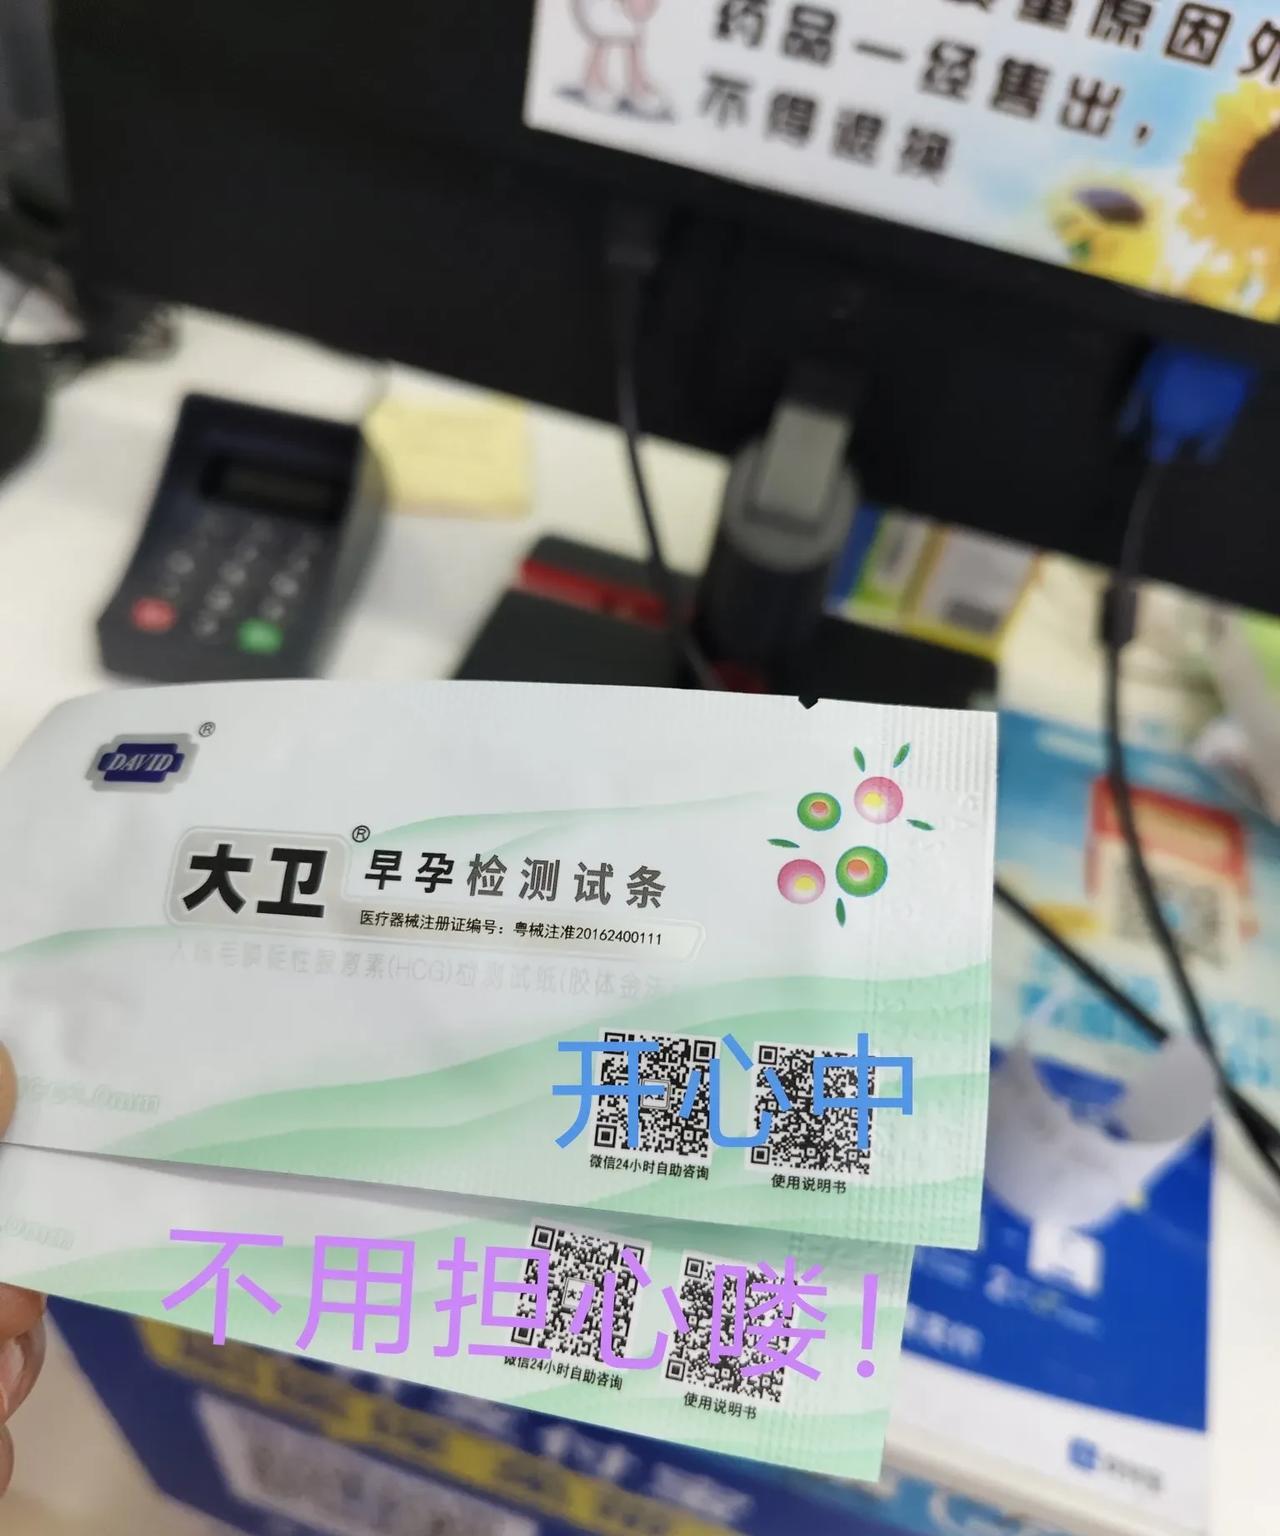 质量原因外
药品一经售出，
不得退换
DAVID®
大卫®早孕检测试条
医疗器械注册证编号：粤械注准20162400111
人绒毛膜促性腺激素(HCG)检测试纸(胶体金法
开心中
微信24小时自助咨询
使用说明书
不用担心喽！
微信24小时自助咨询
使用说明书